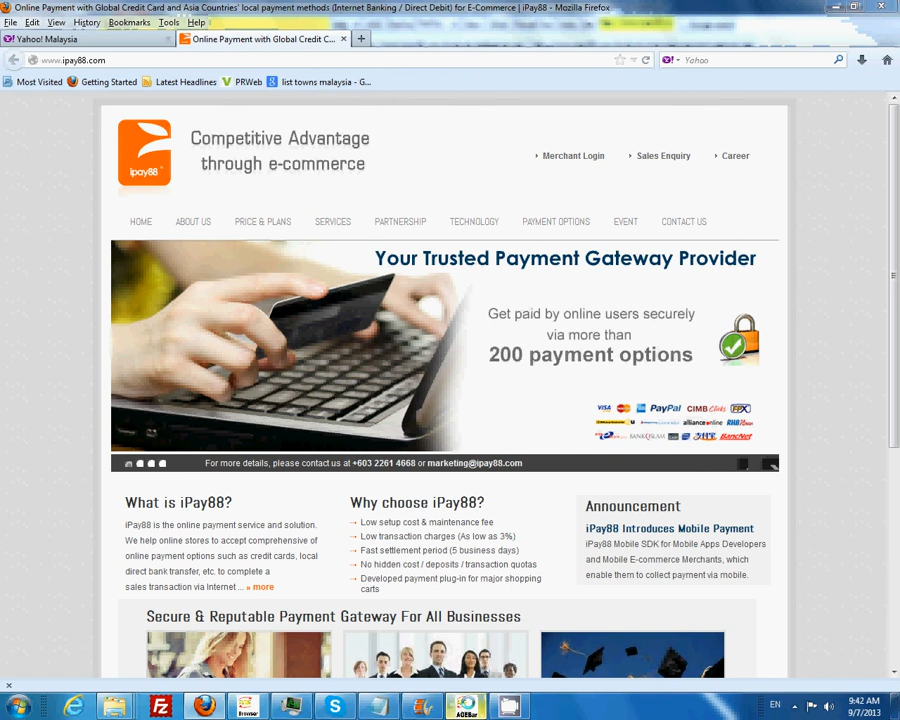 Online Payment with Global Credit Card and Asia Countries' local payment methods (Internet Banking / Direct Debit) for E-Commerce | iPay88 - Mozilla Firefox
File Edit View History Bookmarks Tools Help
Yahoo! Malaysia
Online Payment with Global Credit C...
www.ipay88.com
Yahoo
Most Visited Getting Started Latest Headlines PRWeb list towns malaysia - G...
ipay88
Competitive Advantage
through e-commerce
Merchant Login Sales Enquiry Career
HOME ABOUT US PRICE & PLANS SERVICES PARTNERSHIP TECHNOLOGY PAYMENT OPTIONS EVENT CONTACT US
Your Trusted Payment Gateway Provider
Get paid by online users securely
via more than
200 payment options
VISA PayPal CIMB Clicks FPX
alliance online RHB
BANK ISLAM BancNet
For more details, please contact us at +603 2261 4668 or marketing@ipay88.com
What is iPay88?
iPay88 is the online payment service and solution.
We help online stores to accept comprehensive of
online payment options such as credit cards, local
direct bank transfer, etc. to complete a
sales transaction via Internet ... » more
Why choose iPay88?
Low setup cost & maintenance fee
Low transaction charges (As low as 3%)
Fast settlement period (5 business days)
No hidden cost / deposits / transaction quotas
Developed payment plug-in for major shopping
carts
Announcement
iPay88 Introduces Mobile Payment
iPay88 Mobile SDK for Mobile Apps Developers
and Mobile E-commerce Merchants, which
enable them to collect payment via mobile.
Secure & Reputable Payment Gateway For All Businesses
Browser
AGEBar
EN
9:42 AM
9/7/2013